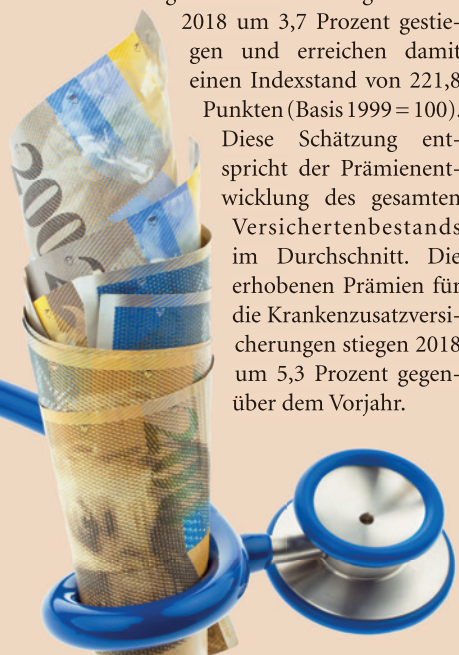 2018 um 3,7 Prozent gestie-
gen und erreichen damit
einen Indexstand von 221,8
Punkten (Basis 1999 = 100).
Diese Schätzung ent-
spricht der Prämienent-
wicklung des gesamten
Versichertenbestands
im Durchschnitt. Die
erhobenen Prämien für
die Krankenzusatzversi-
cherungen stiegen 2018
um 5,3 Prozent gegen-
über dem Vorjahr.
200